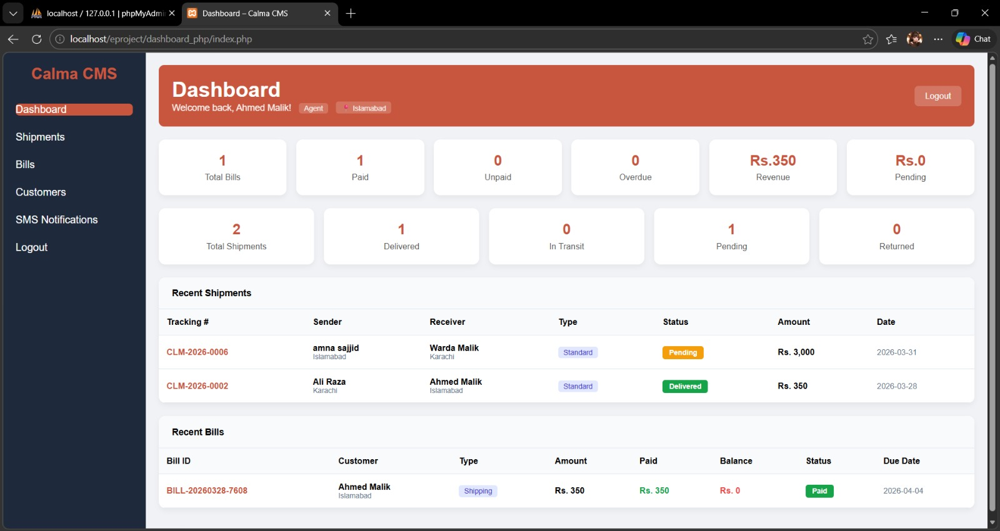 localhost / 127.0.0.1 | phpMyAdmi
Dashboard – Calma CMS
localhost/eproject/dashboard_php/index.php
Chat
Calma CMS
Dashboard
Shipments
Bills
Customers
SMS Notifications
Logout
Dashboard
Welcome back, Ahmed Malik! Agent Islamabad
Logout
1 1 0 0 Rs.350 Rs.0
Total Bills Paid Unpaid Overdue Revenue Pending
2 1 0 1 0
Total Shipments Delivered In Transit Pending Returned
Recent Shipments
Tracking # Sender Receiver Type Status Amount Date
CLM-2026-0006 amna sajjid Warda Malik Standard Pending Rs. 3,000 2026-03-31
Islamabad Karachi
CLM-2026-0002 Ali Raza Ahmed Malik Standard Delivered Rs. 350 2026-03-28
Karachi Islamabad
Recent Bills
Bill ID Customer Type Amount Paid Balance Status Due Date
BILL-20260328-7608 Ahmed Malik Shipping Rs. 350 Rs. 350 Rs. 0 Paid 2026-04-04
Islamabad